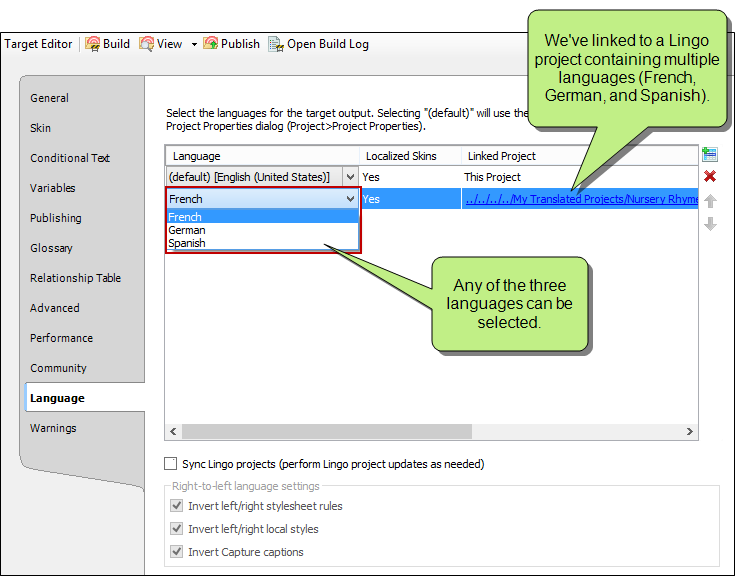 Target Editor Build View Publish Open Build Log
We've linked to a Lingo
project containing multiple
languages (French,
German, and Spanish).
General
Skin
Conditional Text
Variables
Publishing
Glossary
Relationship Table
Advanced
Performance
Community
Language
Warnings
Select the languages for the target output. Selecting "(default)" will use the
Project Properties dialog (Project>Project Properties).
Language Localized Skins Linked Project
(default) [English (United States)] Yes This Project
French Yes ../../../../My Translated Projects/Nursery Rhyme
French
German
Spanish
Any of the three
languages can be
selected.
Sync Lingo projects (perform Lingo project updates as needed)
Right-to-left language settings
Invert left/right stylesheet rules
Invert left/right local styles
Invert Capture captions